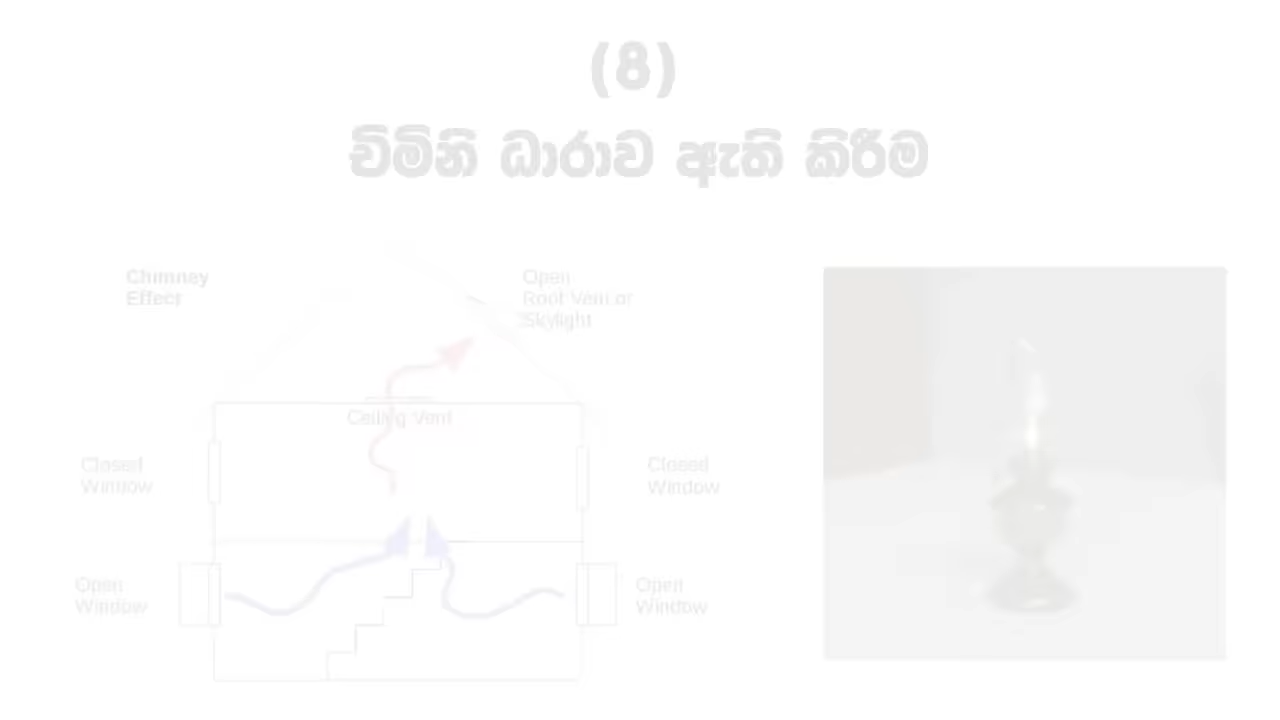 (8)
චිමිනි ධාරාව ඇති කිරීම
Chimney
Effect
Open
Roof Vent or
Skylight
Ceiling Vent
Closed
Window
Closed
Window
Open
Window
Open
Window